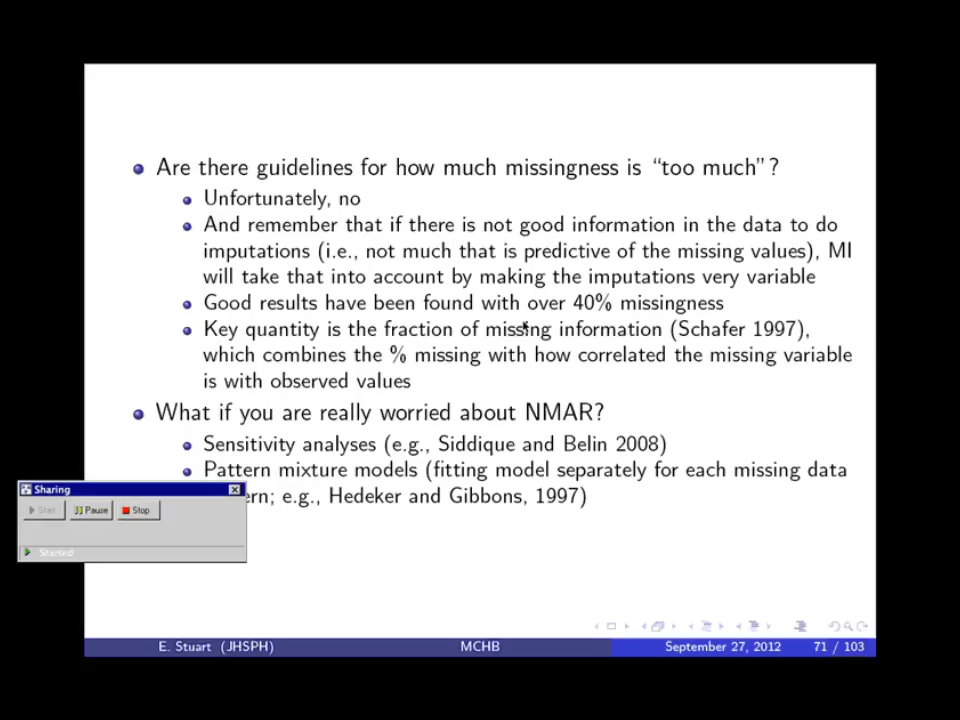 Are there guidelines for how much missingness is “too much”?
Unfortunately, no
And remember that if there is not good information in the data to do
imputations (i.e., not much that is predictive of the missing values), MI
will take that into account by making the imputations very variable
Good results have been found with over 40% missingness
Key quantity is the fraction of missing information (Schafer 1997),
which combines the % missing with how correlated the missing variable
is with observed values
What if you are really worried about NMAR?
Sensitivity analyses (e.g., Siddique and Belin 2008)
Pattern mixture models (fitting model separately for each missing data
ern; e.g., Hedeker and Gibbons, 1997)
Sharing
Start Pause Stop
Started
E. Stuart (JHSPH) MCHB September 27, 2012 71 / 103